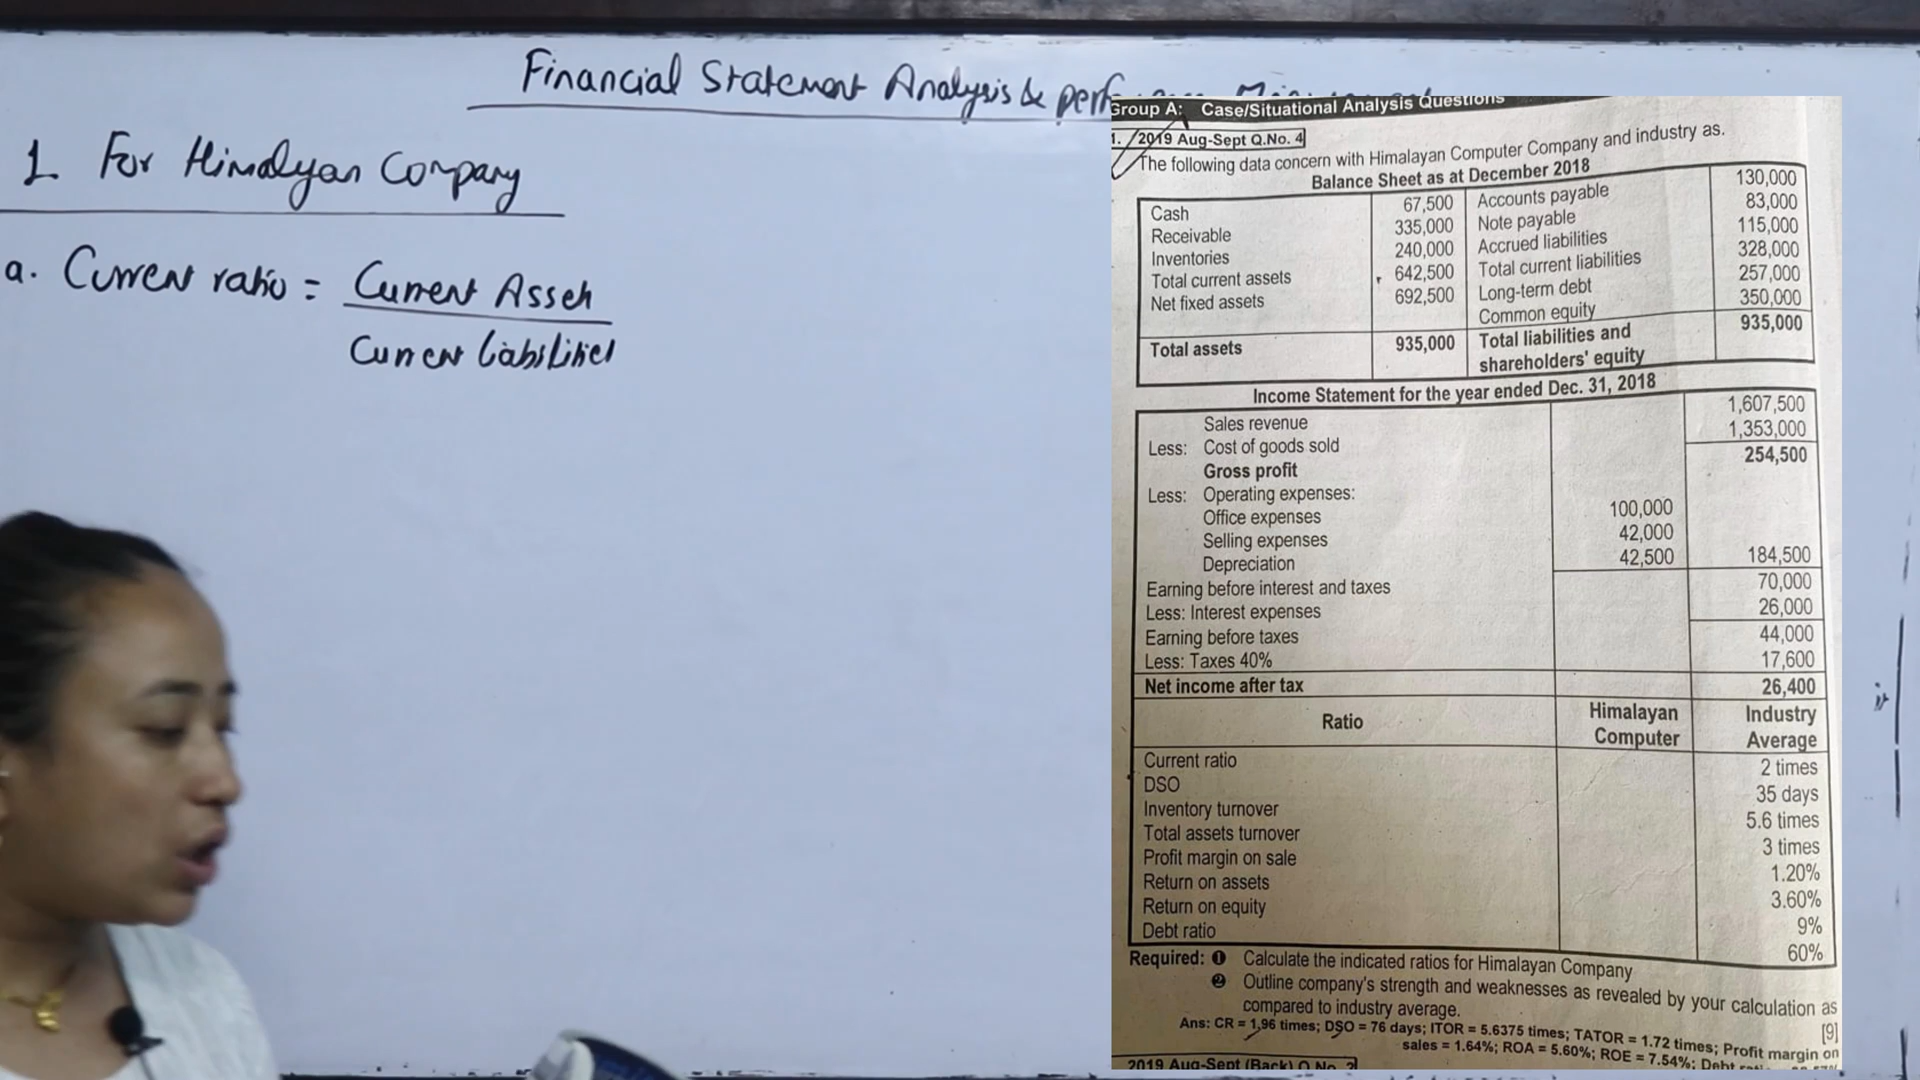 Financial Statement Analysis &
1. For Himalyan Company
a. Current ratio = Current Assets
Current Liabilities
Group A: Case/Situational Analysis Questions
1. 2019 Aug-Sept Q.No. 4
The following data concern with Himalayan Computer Company and industry as.
Balance Sheet as at December 2018
Cash 67,500 Accounts payable 130,000
Receivable 335,000 Note payable 83,000
Inventories 240,000 Accrued liabilities 115,000
Total current assets 642,500 Total current liabilities 328,000
Net fixed assets 692,500 Long-term debt 257,000
Common equity 350,000
Total assets 935,000 Total liabilities and 935,000
shareholders' equity
Income Statement for the year ended Dec. 31, 2018
Sales revenue 1,607,500
Less: Cost of goods sold 1,353,000
Gross profit 254,500
Less: Operating expenses:
Office expenses 100,000
Selling expenses 42,000
Depreciation 42,500 184,500
Earning before interest and taxes 70,000
Less: Interest expenses 26,000
Earning before taxes 44,000
Less: Taxes 40% 17,600
Net income after tax 26,400
Ratio Himalayan Computer Industry Average
Current ratio 2 times
DSO 35 days
Inventory turnover 5.6 times
Total assets turnover 3 times
Profit margin on sale 1.20%
Return on assets 3.60%
Return on equity 9%
Debt ratio 60%
Required: ❶ Calculate the indicated ratios for Himalayan Company
❷ Outline company's strength and weaknesses as revealed by your calculation as
compared to industry average. [9]
Ans: CR = 1.96 times; DSO = 76 days; ITOR = 5.6375 times; TATOR = 1.72 times; Profit margin on
sales = 1.64%; ROA = 5.60%; ROE = 7.54%; Debt
2019 Aug-Sept (Back) Q.No. 2